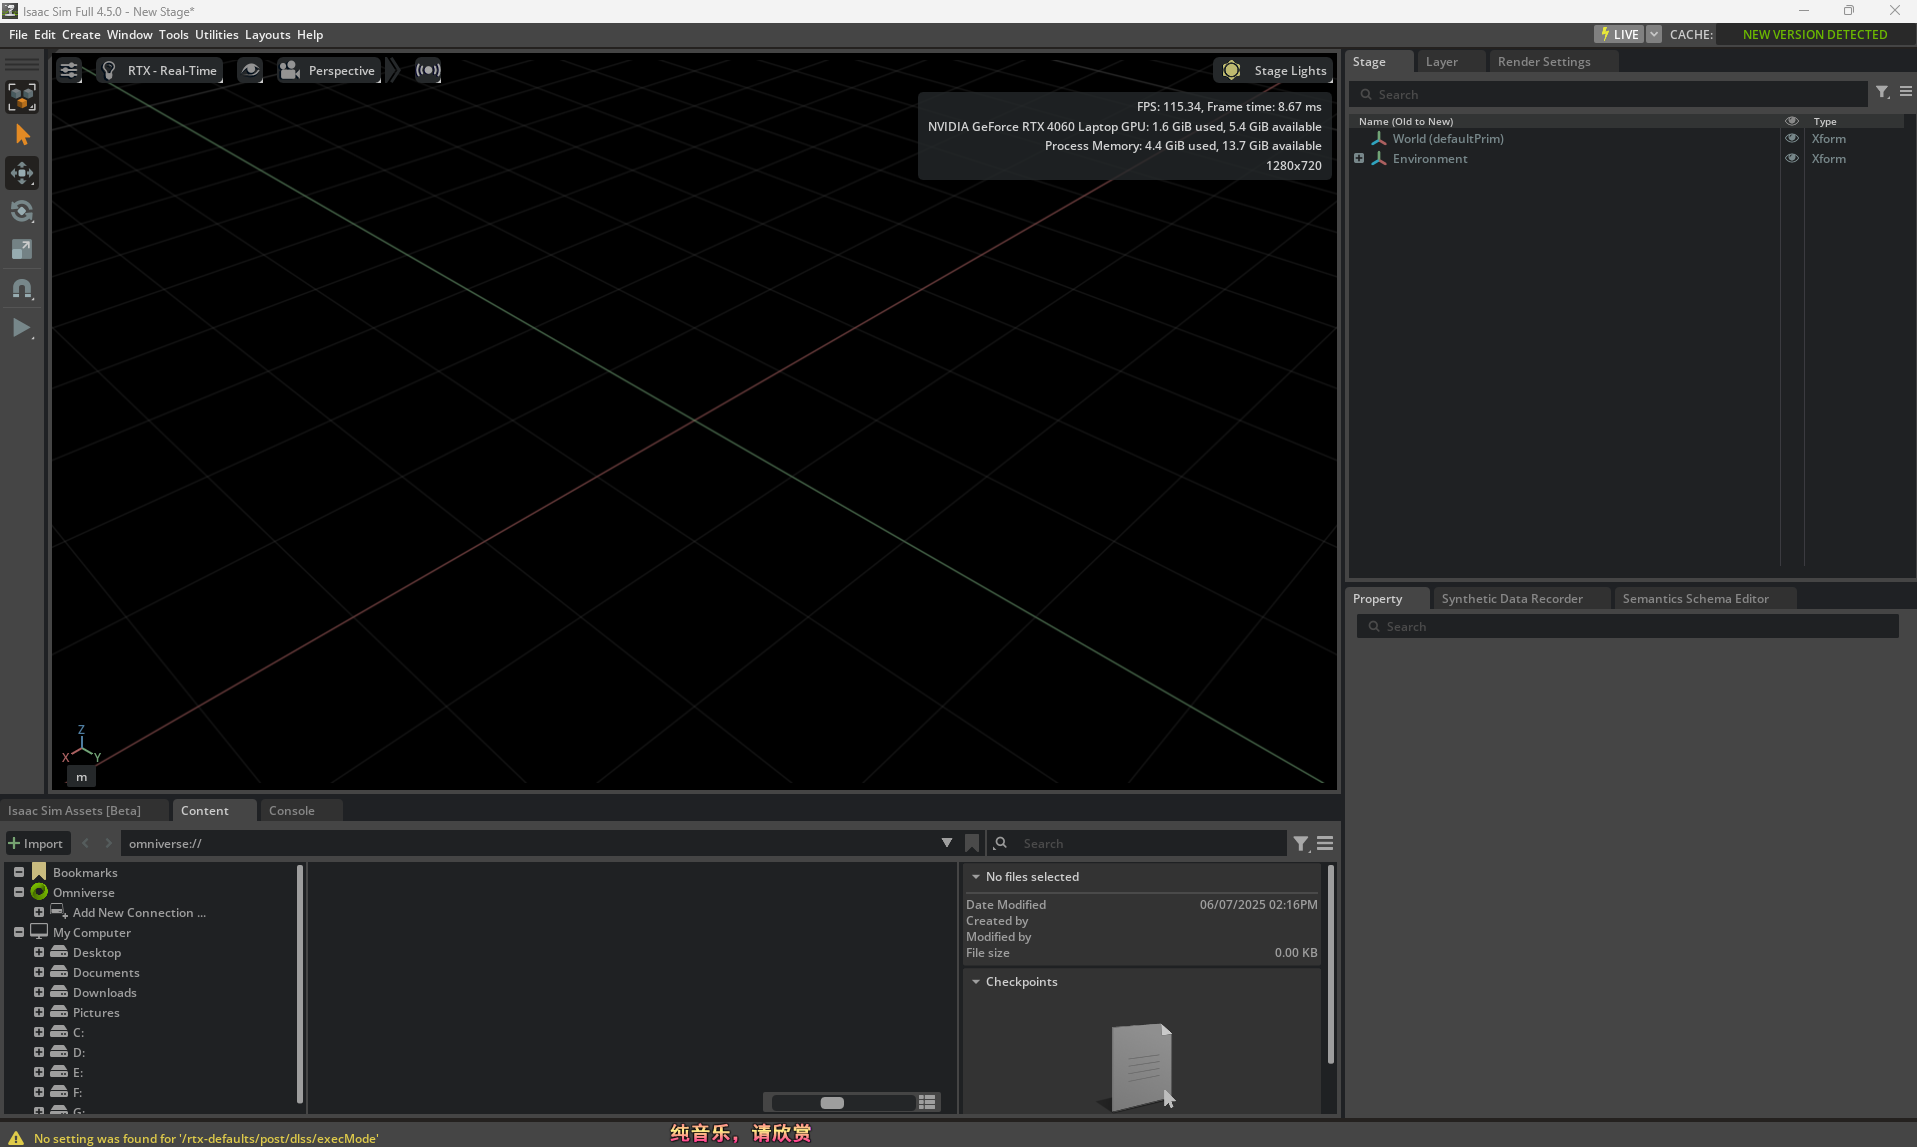 Isaac Sim Full 4.5.0 - New Stage*
File Edit Create Window Tools Utilities Layouts Help
LIVE CACHE: NEW VERSION DETECTED
RTX - Real-Time
Perspective
Stage Lights
FPS: 115.34, Frame time: 8.67 ms
NVIDIA GeForce RTX 4060 Laptop GPU: 1.6 GiB used, 5.4 GiB available
Process Memory: 4.4 GiB used, 13.7 GiB available
1280x720
Z
X Y
m
Stage Layer Render Settings
Search
Name (Old to New) Type
World (defaultPrim) Xform
Environment Xform
Property Synthetic Data Recorder Semantics Schema Editor
Search
Isaac Sim Assets [Beta] Content Console
Import omniverse:// Search
Bookmarks
Omniverse
Add New Connection ...
My Computer
Desktop
Documents
Downloads
Pictures
C:
D:
E:
F:
G:
No files selected
Date Modified 06/07/2025 02:16PM
Created by
Modified by
File size 0.00 KB
Checkpoints
No setting was found for '/rtx-defaults/post/dlss/execMode'
纯音乐，请欣赏